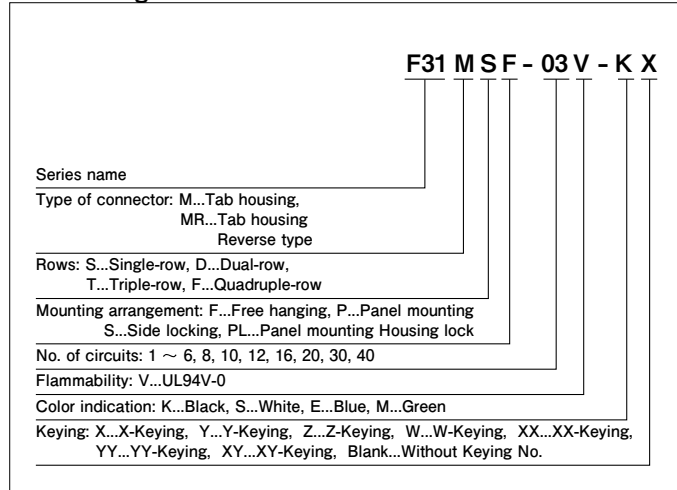 F31 M S F - 03 V - K X
Series name
Type of connector: M...Tab housing,
MR...Tab housing
Reverse type
Rows: S...Single-row, D...Dual-row,
T...Triple-row, F...Quadruple-row
Mounting arrangement: F...Free hanging, P...Panel mounting
S...Side locking, PL...Panel mounting Housing lock
No. of circuits: 1 ~ 6, 8, 10, 12, 16, 20, 30, 40
Flammability: V...UL94V-0
Color indication: K...Black, S...White, E...Blue, M...Green
Keying: X...X-Keying, Y...Y-Keying, Z...Z-Keying, W...W-Keying, XX...XX-Keying,
YY...YY-Keying, XY...XY-Keying, Blank...Without Keying No.